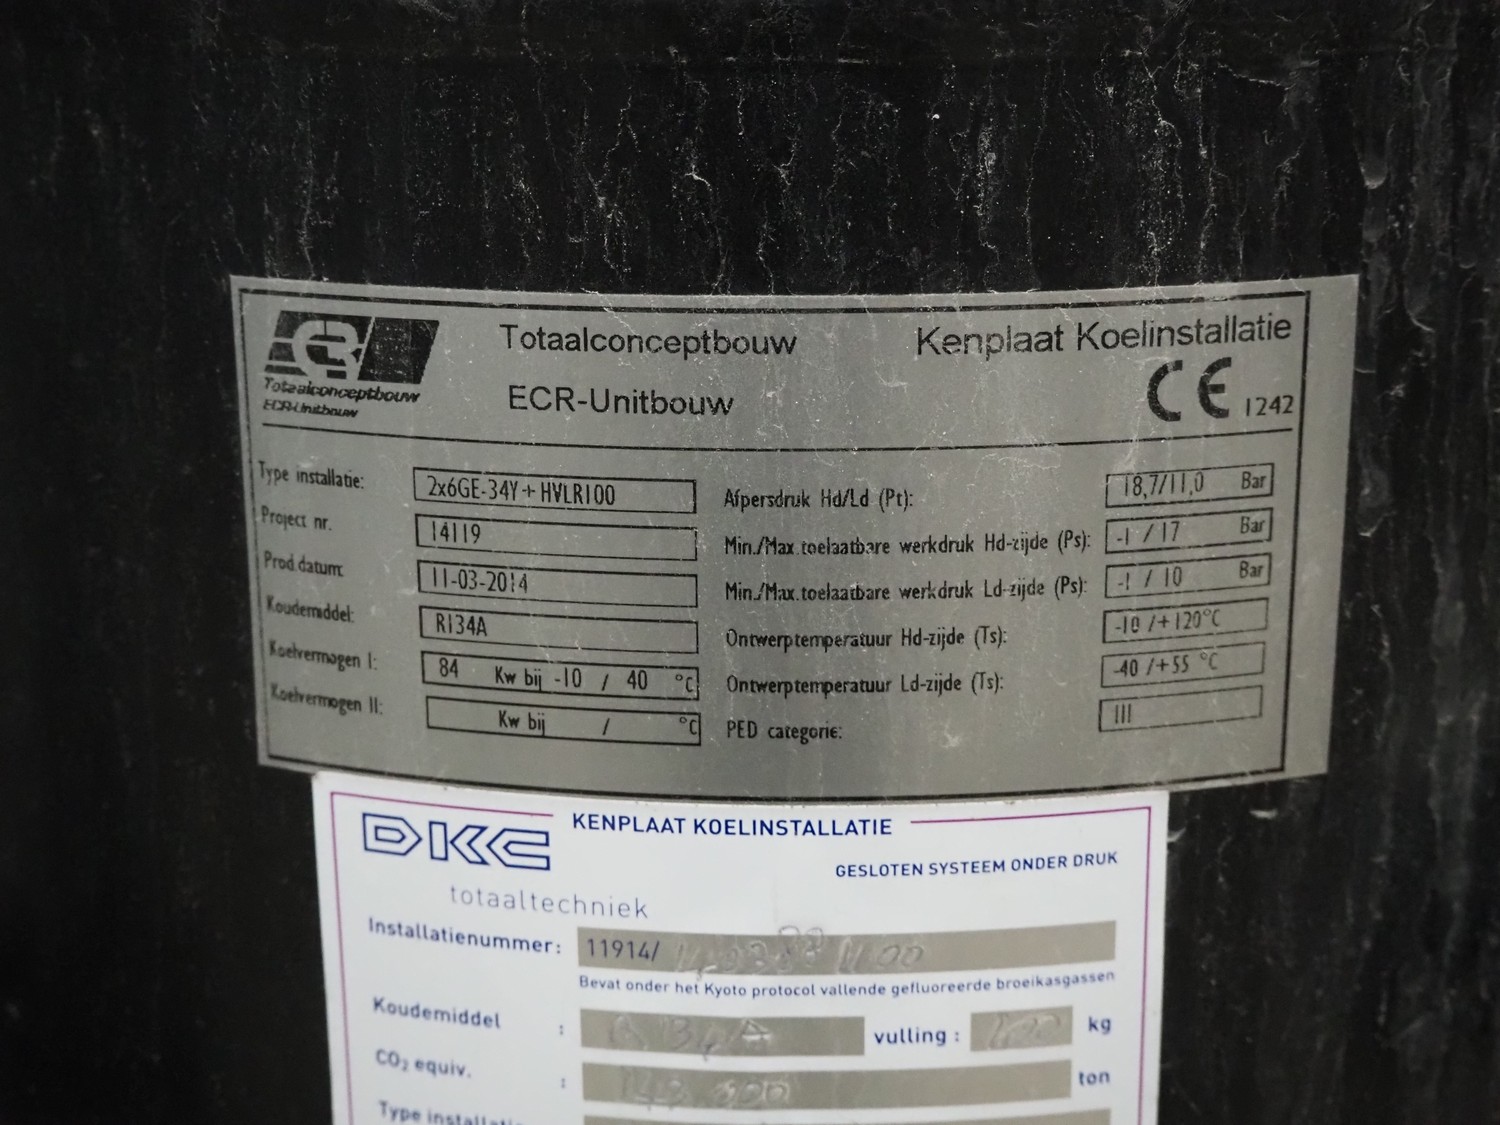 Totaalconceptbouw
ECR-Unitbouw
Totaalconceptbouw
ECR-Unitbouw
Kenplaat Koelinstallatie
CE 1242
Type installatie: 2x6GE-34Y+HVLR100
Project nr. 14119
Prod.datum: 11-03-2014
Koudemiddel: R134A
Koelvermogen I: 84 Kw bij -10 / 40 °C
Koelvermogen II: Kw bij / °C
Afpersdruk Hd/Ld (Pt): 18,7/11,0 Bar
Min./Max.toelaatbare werkdruk Hd-zijde (Ps): -1 / 17 Bar
Min./Max.toelaatbare werkdruk Ld-zijde (Ps): -1 / 10 Bar
Ontwerptemperatuur Hd-zijde (Ts): -10 /+120°C
Ontwerptemperatuur Ld-zijde (Ts): -40 /+55 °C
PED categorie: III
DKC
totaaltechniek
KENPLAAT KOELINSTALLATIE
GESLOTEN SYSTEEM ONDER DRUK
Installatienummer: 11914/
Bevat onder het Kyoto protocol vallende gefluoreerde broeikasgassen
Koudemiddel : R134A vulling : 100 kg
CO₂ equiv. : ton
Type